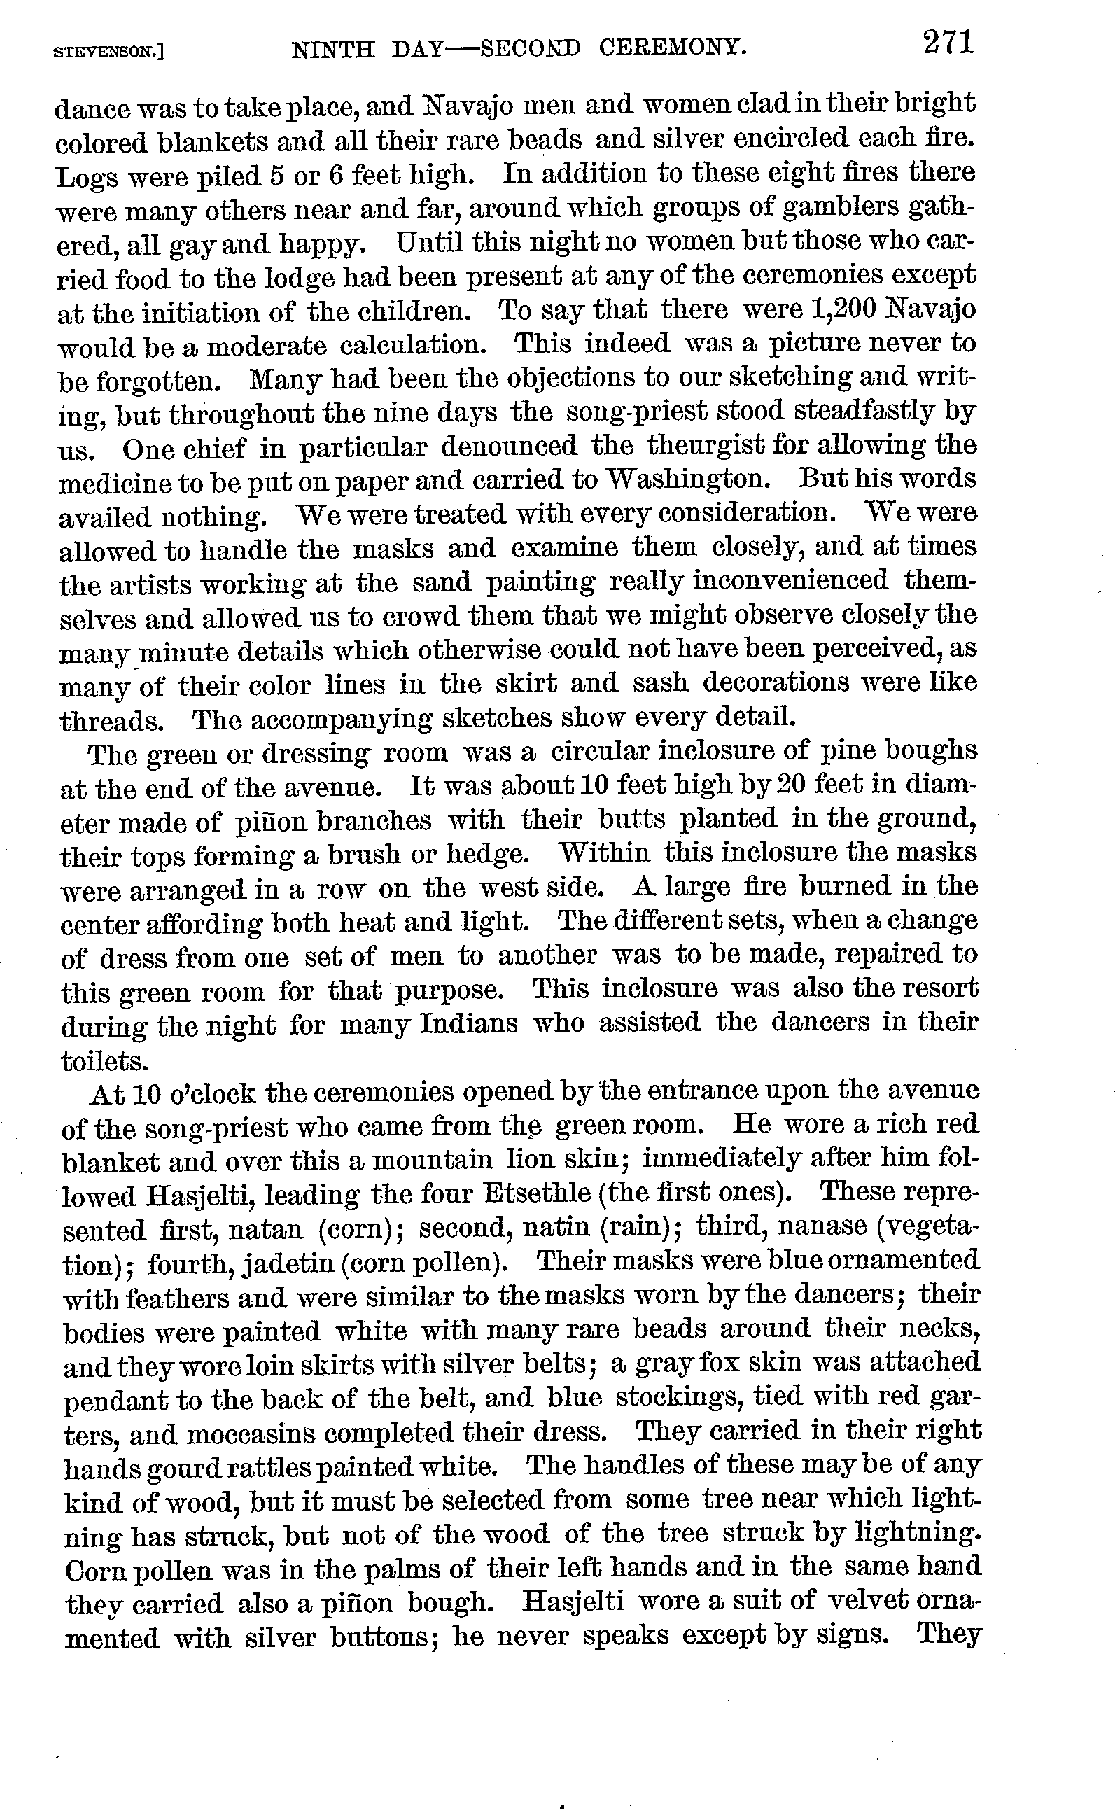 STEVENSON.] NINTH DAY—SECOND CEREMONY. 271
dance was to take place, and Navajo men and women clad in their bright
colored blankets and all their rare beads and silver encircled each fire.
Logs were piled 5 or 6 feet high. In addition to these eight fires there
were many others near and far, around which groups of gamblers gath-
ered, all gay and happy. Until this night no women but those who car-
ried food to the lodge had been present at any of the ceremonies except
at the initiation of the children. To say that there were 1,200 Navajo
would be a moderate calculation. This indeed was a picture never to
be forgotten. Many had been the objections to our sketching and writ-
ing, but throughout the nine days the song-priest stood steadfastly by
us. One chief in particular denounced the theurgist for allowing the
medicine to be put on paper and carried to Washington. But his words
availed nothing. We were treated with every consideration. We were
allowed to handle the masks and examine them closely, and at times
the artists working at the sand painting really inconvenienced them-
selves and allowed us to crowd them that we might observe closely the
many minute details which otherwise could not have been perceived, as
many of their color lines in the skirt and sash decorations were like
threads. The accompanying sketches show every detail.
The green or dressing room was a circular inclosure of pine boughs
at the end of the avenue. It was about 10 feet high by 20 feet in diam-
eter made of piñon branches with their butts planted in the ground,
their tops forming a brush or hedge. Within this inclosure the masks
were arranged in a row on the west side. A large fire burned in the
center affording both heat and light. The different sets, when a change
of dress from one set of men to another was to be made, repaired to
this green room for that purpose. This inclosure was also the resort
during the night for many Indians who assisted the dancers in their
toilets.
At 10 o'clock the ceremonies opened by the entrance upon the avenue
of the song-priest who came from the green room. He wore a rich red
blanket and over this a mountain lion skin; immediately after him fol-
lowed Hasjelti, leading the four Etsethle (the first ones). These repre-
sented first, natan (corn); second, natin (rain); third, nanase (vegeta-
tion); fourth, jadetin (corn pollen). Their masks were blue ornamented
with feathers and were similar to the masks worn by the dancers; their
bodies were painted white with many rare beads around their necks,
and they wore loin skirts with silver belts; a gray fox skin was attached
pendant to the back of the belt, and blue stockings, tied with red gar-
ters, and moccasins completed their dress. They carried in their right
hands gourd rattles painted white. The handles of these may be of any
kind of wood, but it must be selected from some tree near which light-
ning has struck, but not of the wood of the tree struck by lightning.
Corn pollen was in the palms of their left hands and in the same hand
they carried also a piñon bough. Hasjelti wore a suit of velvet orna-
mented with silver buttons; he never speaks except by signs. They